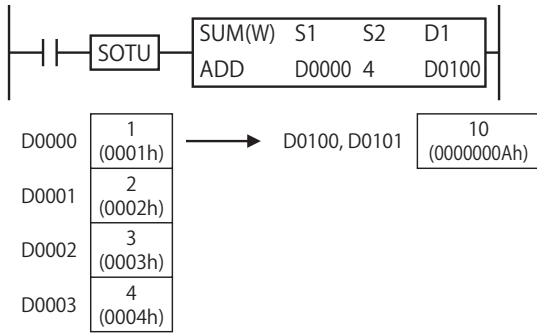 SUM(W) S1 S2 D1
SOTU
ADD D0000 4 D0100
D0000 1 (0001h) D0100, D0101 10 (0000000Ah)
D0001 2 (0002h)
D0002 3 (0003h)
D0003 4 (0004h)